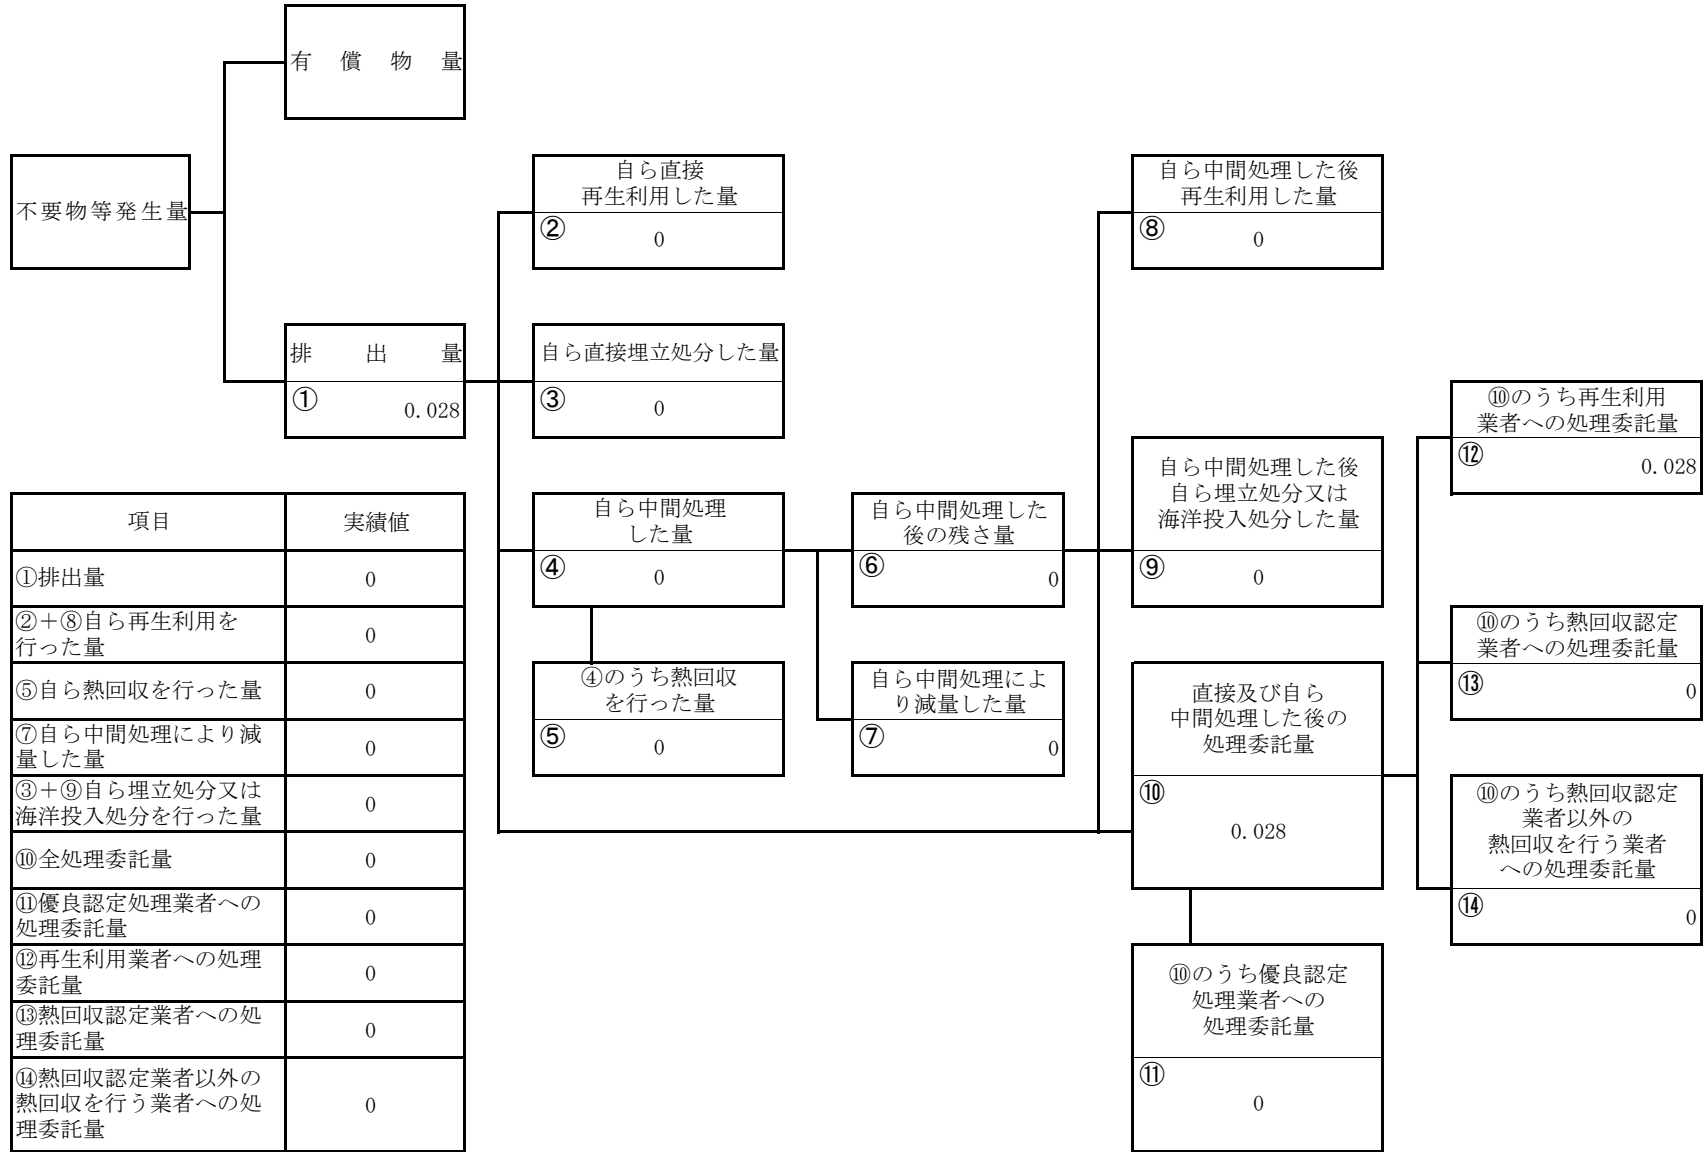 有償物量
不要物等発生量
排出量
①
0.028
自ら直接
再生利用した量
②
0
自ら直接埋立処分した量
③
0
自ら中間処理
した量
④
0
④のうち熱回収
を行った量
⑤
0
自ら中間処理した
後の残さ量
⑥
0
自ら中間処理によ
り減量した量
⑦
0
自ら中間処理した後
再生利用した量
⑧
0
自ら中間処理した後
自ら埋立処分又は
海洋投入処分した量
⑨
0
直接及び自ら
中間処理した後の
処理委託量
⑩
0.028
⑩のうち優良認定
処理業者への
処理委託量
⑪
0
⑩のうち再生利用
業者への処理委託量
⑫
0.028
⑩のうち熱回収認定
業者への処理委託量
⑬
0
⑩のうち熱回収認定
業者以外の
熱回収を行う業者
への処理委託量
⑭
0
項目 実績値
①排出量 0
②＋⑧自ら再生利用を
行った量 0
⑤自ら熱回収を行った量 0
⑦自ら中間処理により減
量した量 0
③＋⑨自ら埋立処分又は
海洋投入処分を行った量 0
⑩全処理委託量 0
⑪優良認定処理業者への
処理委託量 0
⑫再生利用業者への処理
委託量 0
⑬熱回収認定業者への処
理委託量 0
⑭熱回収認定業者以外の
熱回収を行う業者への処
理委託量 0